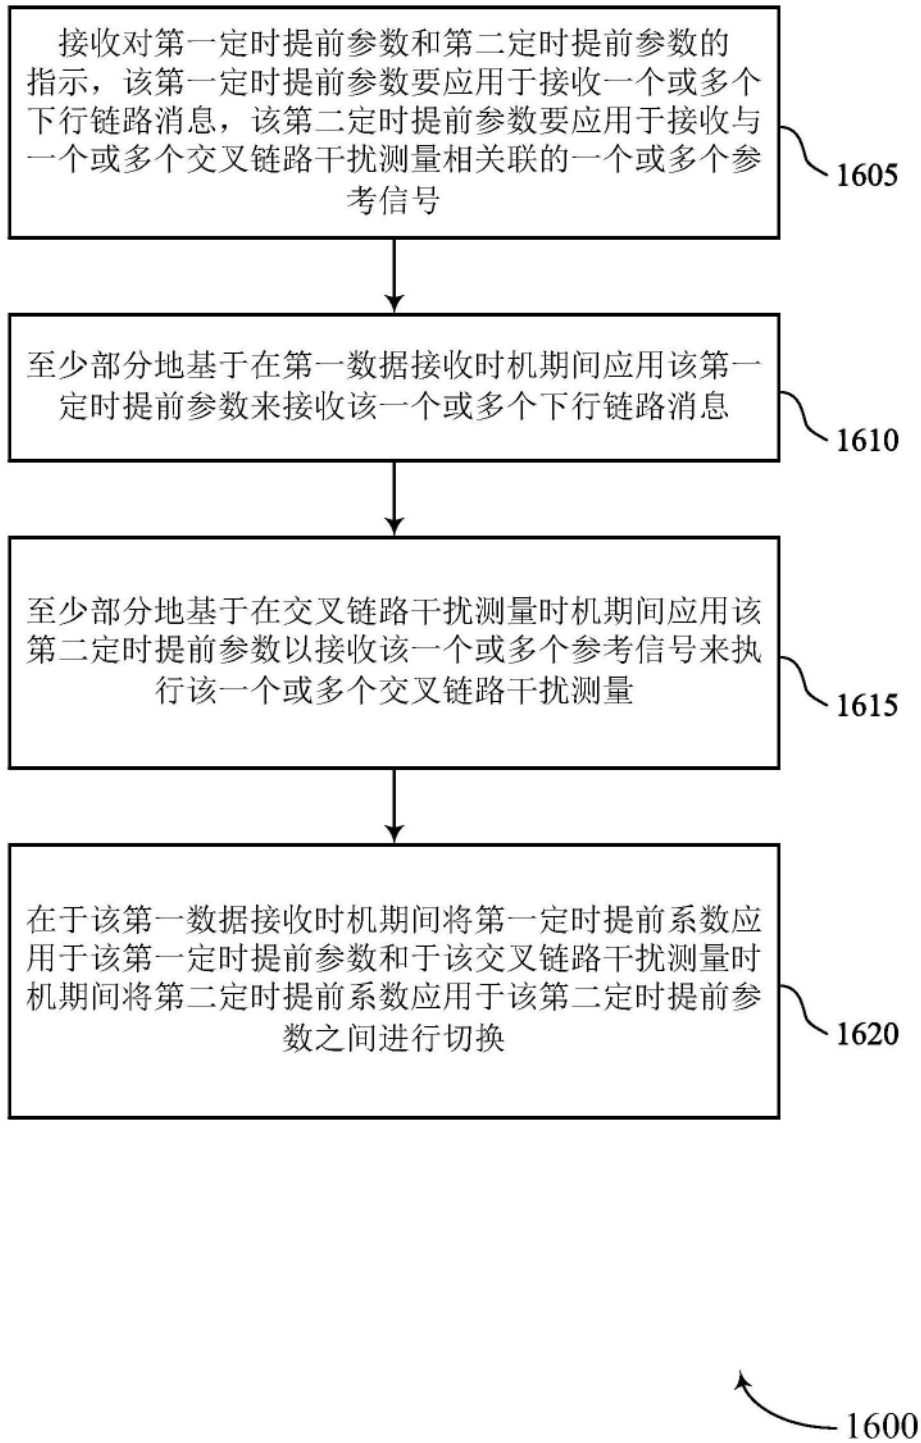 接收对第一定时提前参数和第二定时提前参数的
指示，该第一定时提前参数要应用于接收一个或多个
下行链路消息，该第二定时提前参数要应用于接收与
一个或多个交叉链路干扰测量相关联的一个或多个参
考信号
1605
至少部分地基于在第一数据接收时机期间应用该第一
定时提前参数来接收该一个或多个下行链路消息
1610
至少部分地基于在交叉链路干扰测量时机期间应用该
第二定时提前参数以接收该一个或多个参考信号来执
行该一个或多个交叉链路干扰测量
1615
在于该第一数据接收时机期间将第一定时提前系数应
用于该第一定时提前参数和于该交叉链路干扰测量时
机期间将第二定时提前系数应用于该第二定时提前参
数之间进行切换
1620
1600